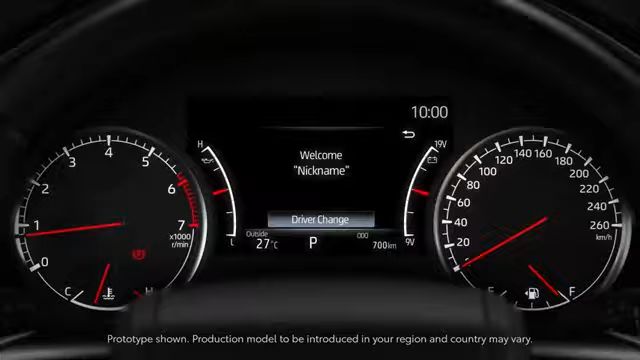 10:00
H
19V
Welcome
"Nickname"
Driver Change
L
9V
Outside
27°C
P
ODO
700km
0
1
2
3
4
5
6
7
x1000
r/min
C
H
0
20
40
60
80
100
120
140
160
180
200
220
240
260
km/h
E
F
Prototype shown. Production model to be introduced in your region and country may vary.